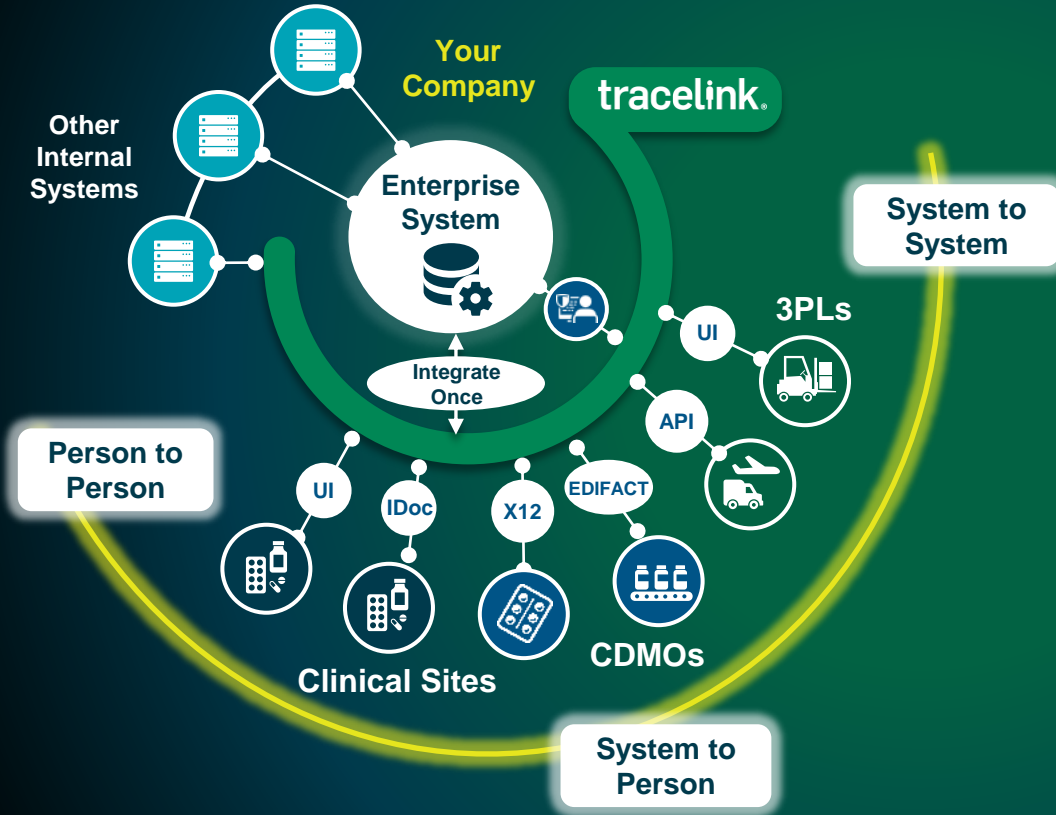 Your
Company
tracelink®
Other
Internal
Systems
Enterprise
System
System to
System
3PLs
UI
Integrate
Once
API
Person to
Person
UI
IDoc
X12
EDIFACT
CDMOs
Clinical Sites
System to
Person